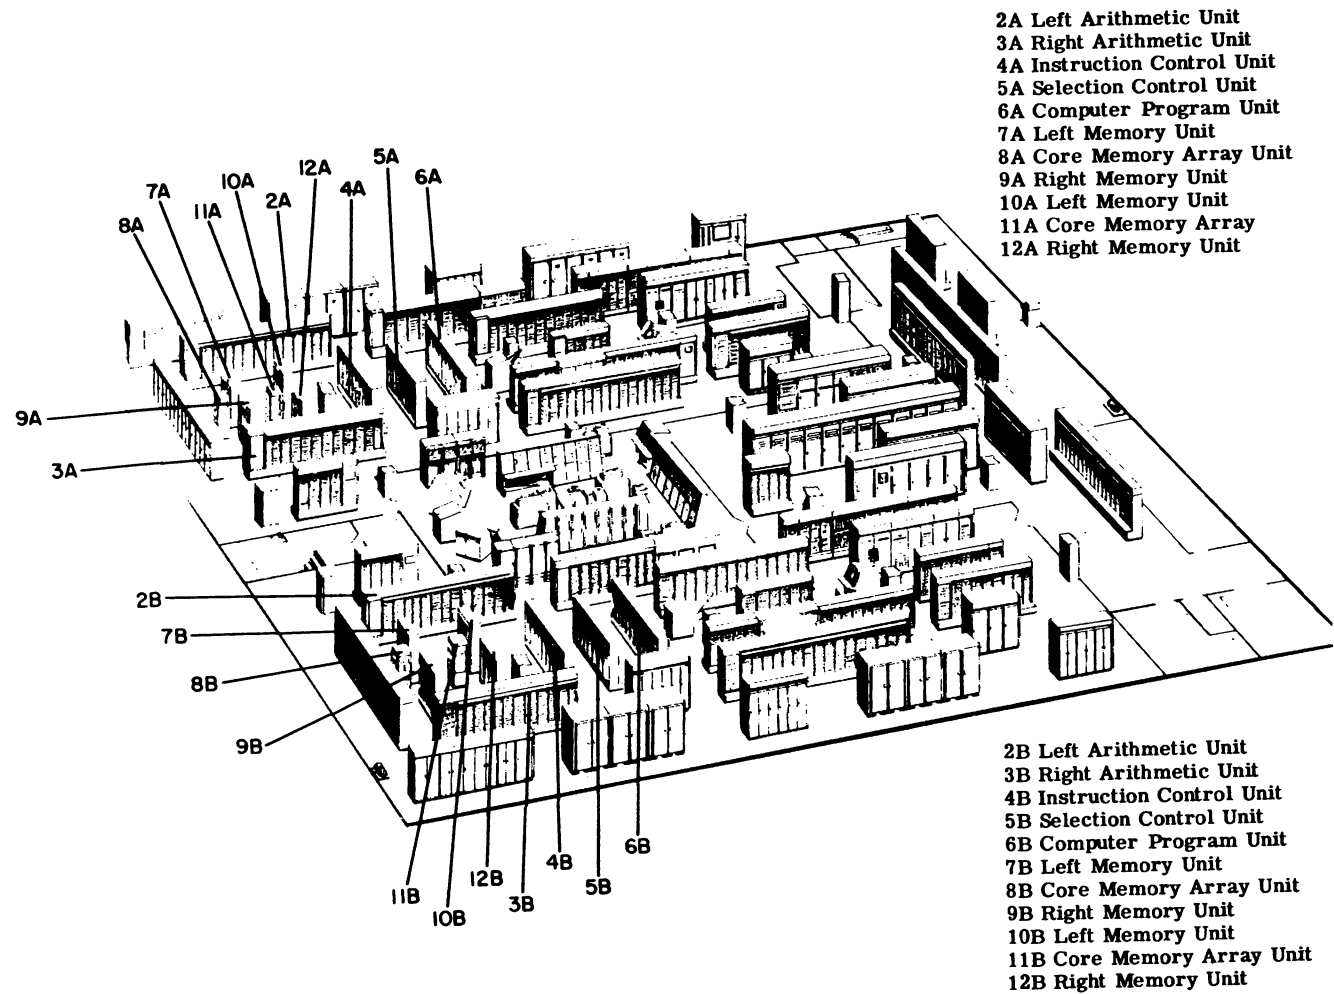 2A Left Arithmetic Unit
3A Right Arithmetic Unit
4A Instruction Control Unit
5A Selection Control Unit
6A Computer Program Unit
7A Left Memory Unit
8A Core Memory Array Unit
9A Right Memory Unit
10A Left Memory Unit
11A Core Memory Array
12A Right Memory Unit
5A
12A
6A
10A
4A
7A
2A
11A
8A
9A
3A
2B
7B
8B
9B
6B
4B
12B
5B
11B
3B
10B
2B Left Arithmetic Unit
3B Right Arithmetic Unit
4B Instruction Control Unit
5B Selection Control Unit
6B Computer Program Unit
7B Left Memory Unit
8B Core Memory Array Unit
9B Right Memory Unit
10B Left Memory Unit
11B Core Memory Array Unit
12B Right Memory Unit